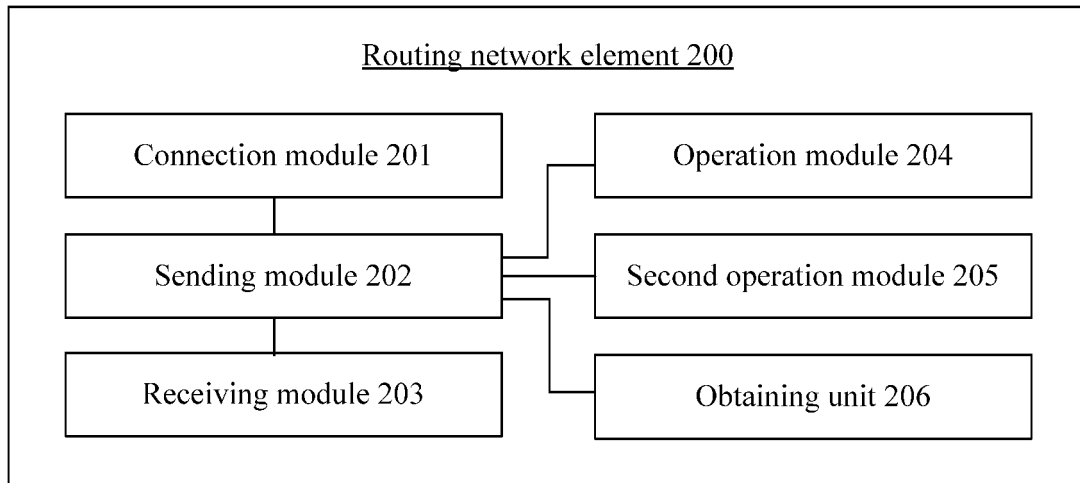 Routing network element 200
Connection module 201
Sending module 202
Receiving module 203
Operation module 204
Second operation module 205
Obtaining unit 206